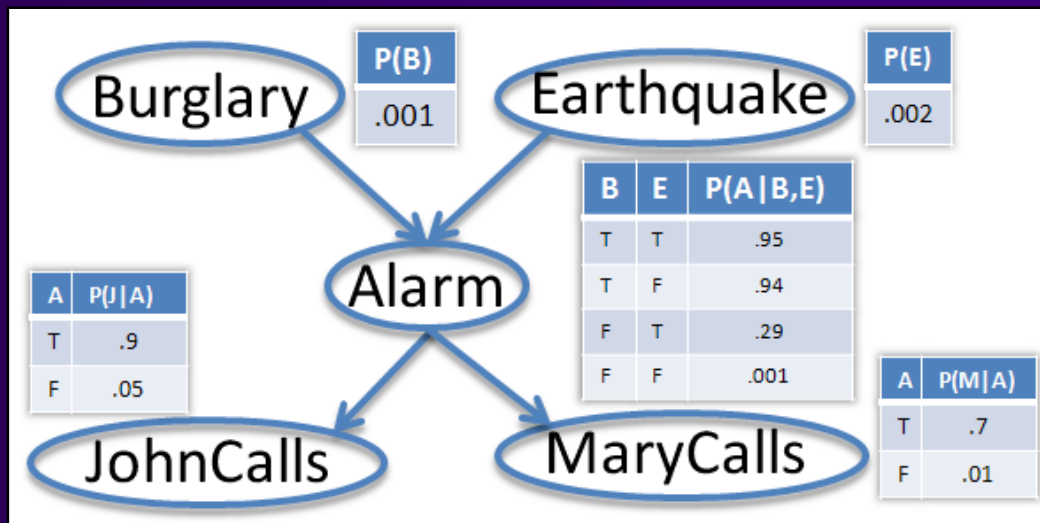 Burglary
P(B)
.001
Earthquake
P(E)
.002
B E P(A|B,E)
T T .95
T F .94
F T .29
F F .001
Alarm
A P(J|A)
T .9
F .05
A P(M|A)
T .7
F .01
JohnCalls
MaryCalls